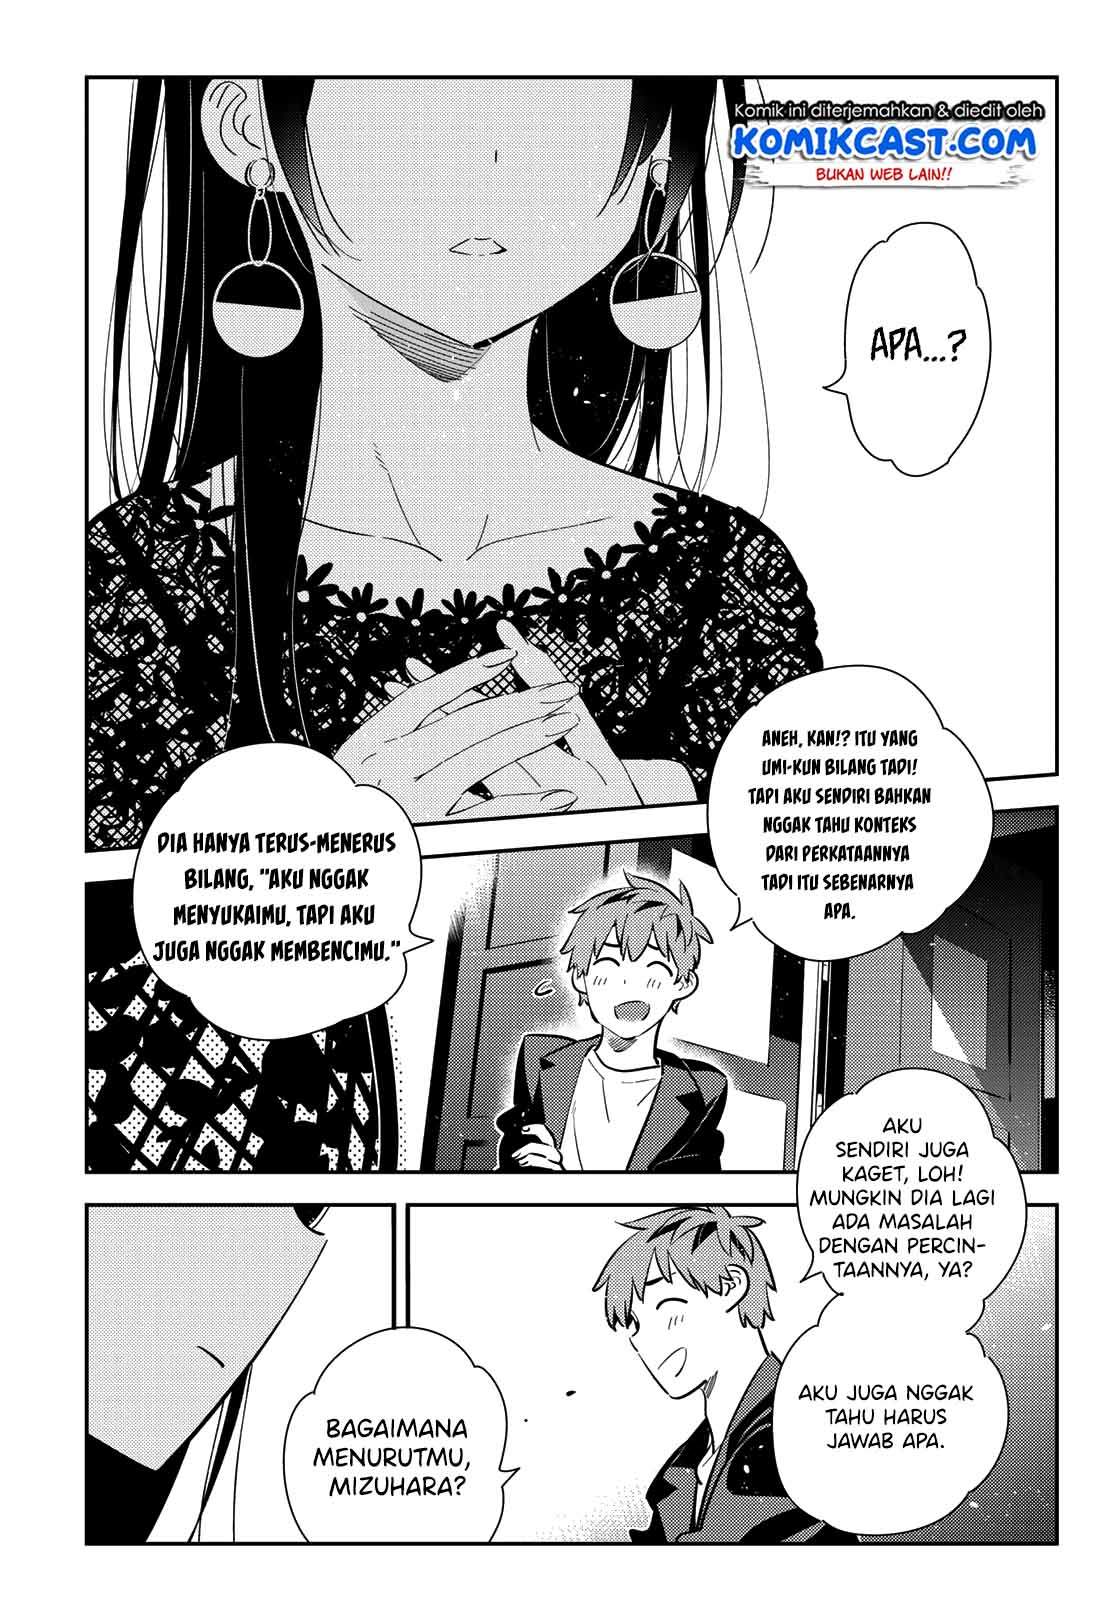 Komik ini diterjemahkan & diedit oleh
KOMIKCAST.COM
BUKAN WEB LAIN!!
APA...?
ANEH, KAN!? ITU YANG
UMI-KUN BILANG TADI!
TAPI AKU SENDIRI BAHKAN
NGGAK TAHU KONTEKS
DARI PERKATAANNYA
TADI ITU SEBENARNYA
APA.
DIA HANYA TERUS-MENERUS
BILANG, "AKU NGGAK
MENYUKAIMU, TAPI AKU
JUGA NGGAK MEMBENCIMU."
AKU
SENDIRI JUGA
KAGET, LOH!
MUNGKIN DIA LAGI
ADA MASALAH
DENGAN PERCIN-
TAANNYA, YA?
AKU JUGA NGGAK
TAHU HARUS
JAWAB APA.
BAGAIMANA
MENURUTMU,
MIZUHARA?